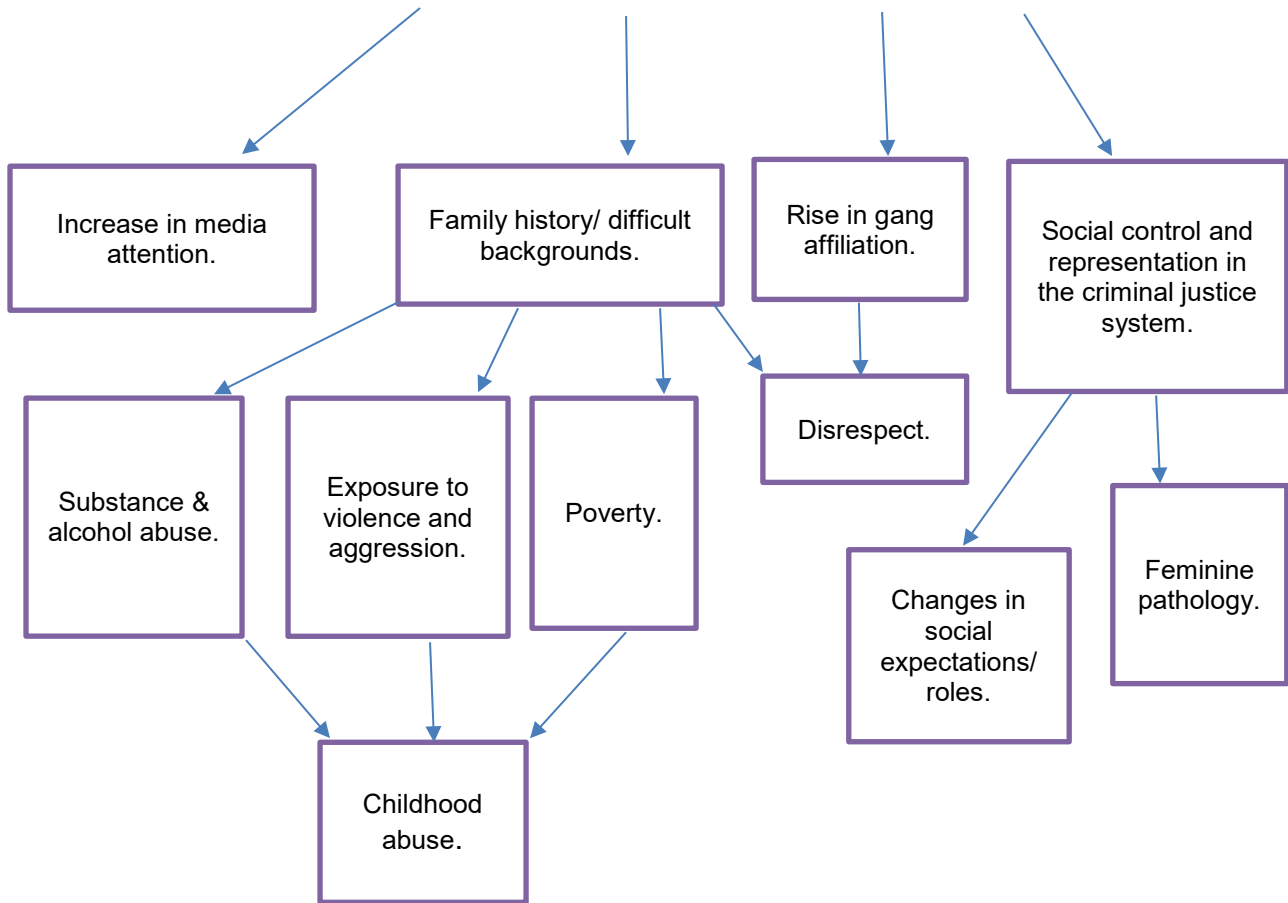 Increase in media
attention.
Family history/ difficult
backgrounds.
Rise in gang
affiliation.
Social control and
representation in
the criminal justice
system.
Substance &
alcohol abuse.
Exposure to
violence and
aggression.
Poverty.
Disrespect.
Changes in
social
expectations/
roles.
Feminine
pathology.
Childhood
abuse.